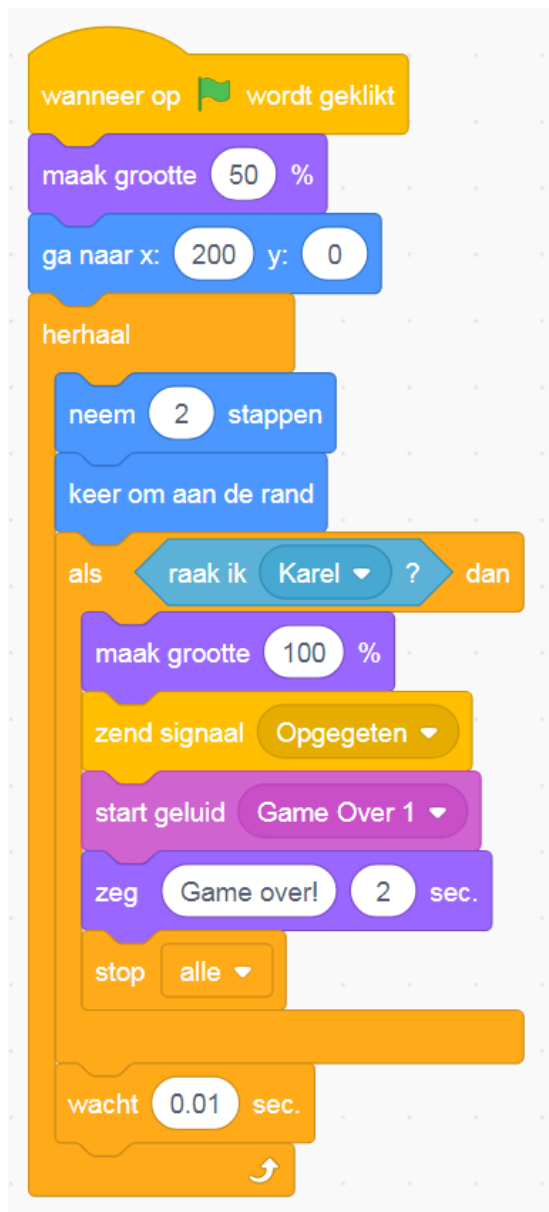 wanneer op wordt geklikt
maak grootte 50 %
ga naar x: 200 y: 0
herhaal
neem 2 stappen
keer om aan de rand
als raak ik Karel ? dan
maak grootte 100 %
zend signaal Opgegeten
start geluid Game Over 1
zeg Game over! 2 sec.
stop alle
wacht 0.01 sec.